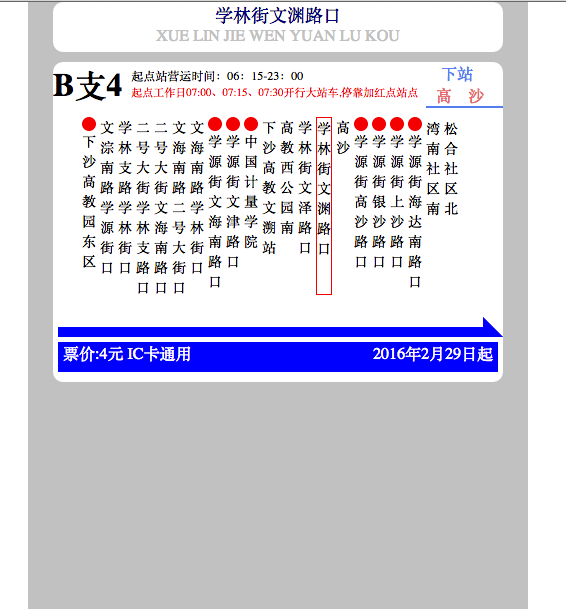 学林街文渊路口
XUE LIN JIE WEN YUAN LU KOU
B支4
起点站营运时间：06：15-23：00
起点工作日07:00、07:15、07:30开行大站车,停靠加红点站点
下站
高 沙
下沙高教园东区
文淙南路学源街口
学林支路学林街口
二号大街学林支路口
二号大街文海南路口
文海南路二号大街口
文海南路学林街口
学源街文海南路口
学源街文津路口
中国计量学院
下沙高教文溯站
高教西公园南
学林街文泽路口
学林街文渊路口
高沙
学源街高沙路口
学源街银沙路口
学源街上沙路口
学源街海达南路口
湾南社区南
松合社区北
票价:4元 IC卡通用
2016年2月29日起